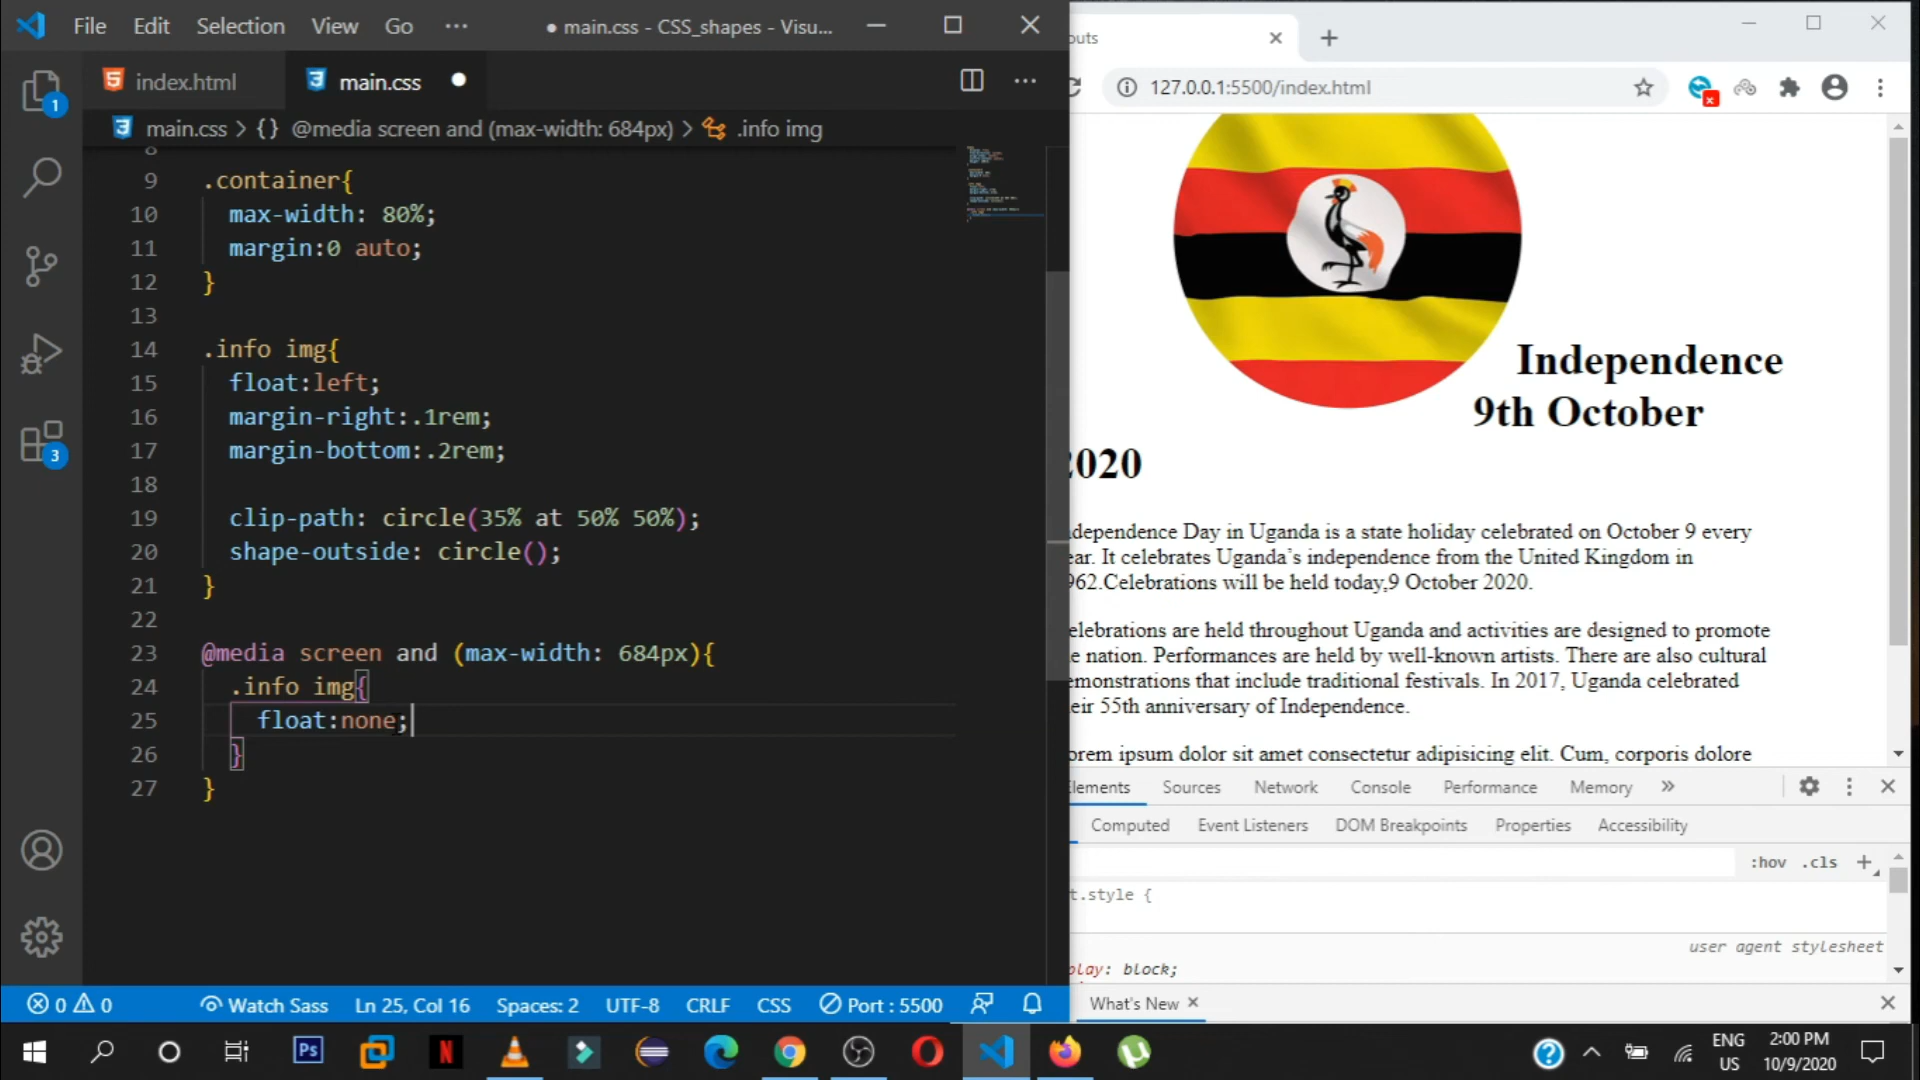 File Edit Selection View Go ··· ● main.css - CSS_shapes - Visu...
index.html main.css ●
main.css > {} @media screen and (max-width: 684px) > .info img
8
9 .container{
10 max-width: 80%;
11 margin:0 auto;
12 }
13
14 .info img{
15 float:left;
16 margin-right:.1rem;
17 margin-bottom:.2rem;
18
19 clip-path: circle(35% at 50% 50%);
20 shape-outside: circle();
21 }
22
23 @media screen and (max-width: 684px){
24 .info img{
25 float:none;
26 }
27 }
1
3
0 0 Watch Sass Ln 25, Col 16 Spaces: 2 UTF-8 CRLF CSS Port : 5500
outs
127.0.0.1:5500/index.html
Independence
9th October
2020
dependence Day in Uganda is a state holiday celebrated on October 9 every
ear. It celebrates Uganda’s independence from the United Kingdom in
962.Celebrations will be held today,9 October 2020.
elebrations are held throughout Uganda and activities are designed to promote
e nation. Performances are held by well-known artists. There are also cultural
emonstrations that include traditional festivals. In 2017, Uganda celebrated
eir 55th anniversary of Independence.
orem ipsum dolor sit amet consectetur adipisicing elit. Cum, corporis dolore
Elements Sources Network Console Performance Memory »
Computed Event Listeners DOM Breakpoints Properties Accessibility
:hov .cls +
t.style {
user agent stylesheet
play: block;
What's New ×
Ps N
ENG
US
2:00 PM
10/9/2020